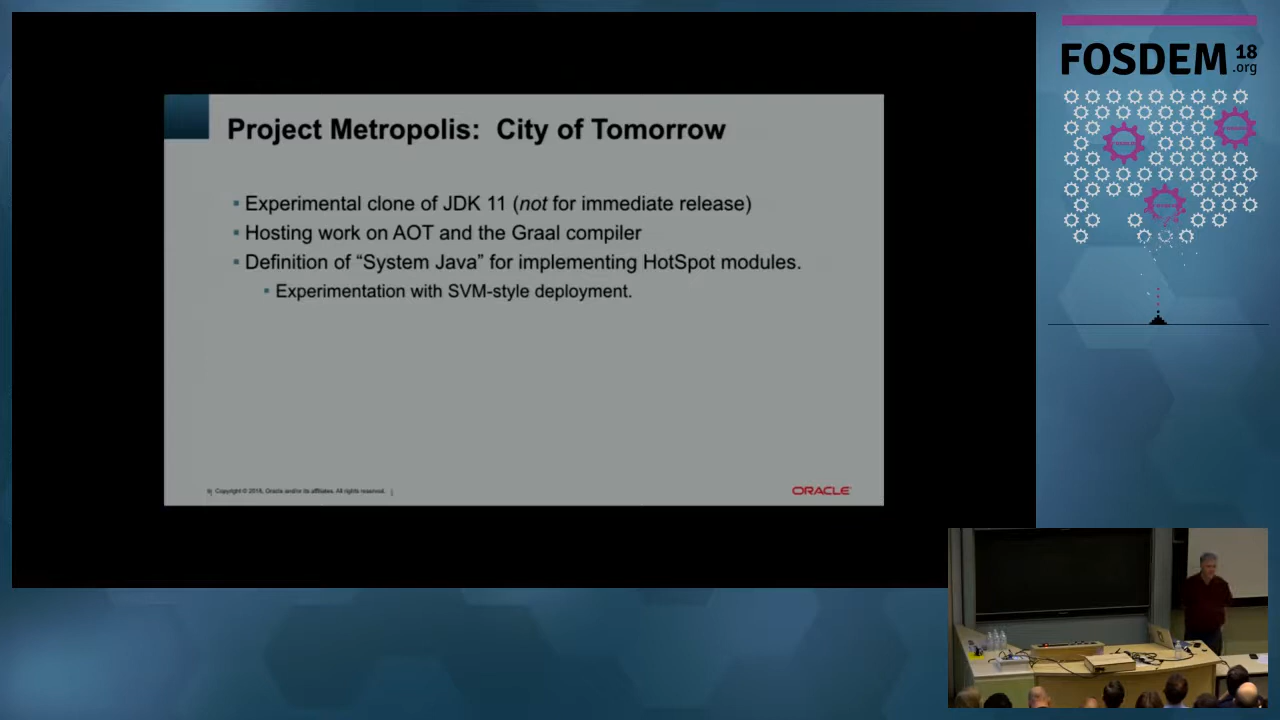 FOSDEM 18
.org
Project Metropolis: City of Tomorrow
Experimental clone of JDK 11 (not for immediate release)
Hosting work on AOT and the Graal compiler
Definition of “System Java” for implementing HotSpot modules.
Experimentation with SVM-style deployment.
Copyright © 2018, Oracle and/or its affiliates. All rights reserved.
ORACLE